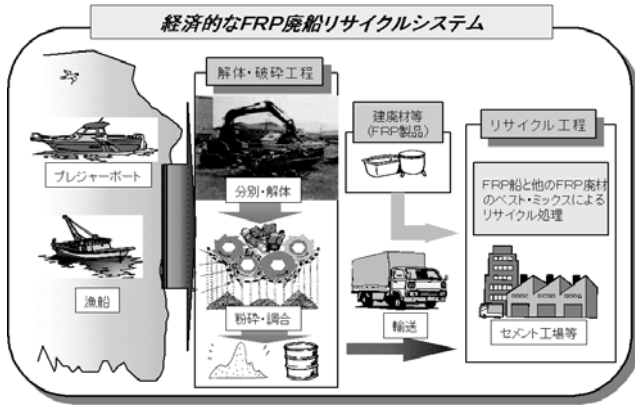 経済的なFRP廃船リサイクルシステム
解体・破砕工程
プレジャーボート
漁船
分別・解体
粉砕・調合
建廃材等
(FRP製品)
輸送
リサイクル工程
FRP船と他のFRP廃材
のベスト・ミックスによる
リサイクル処理
セメント工場等